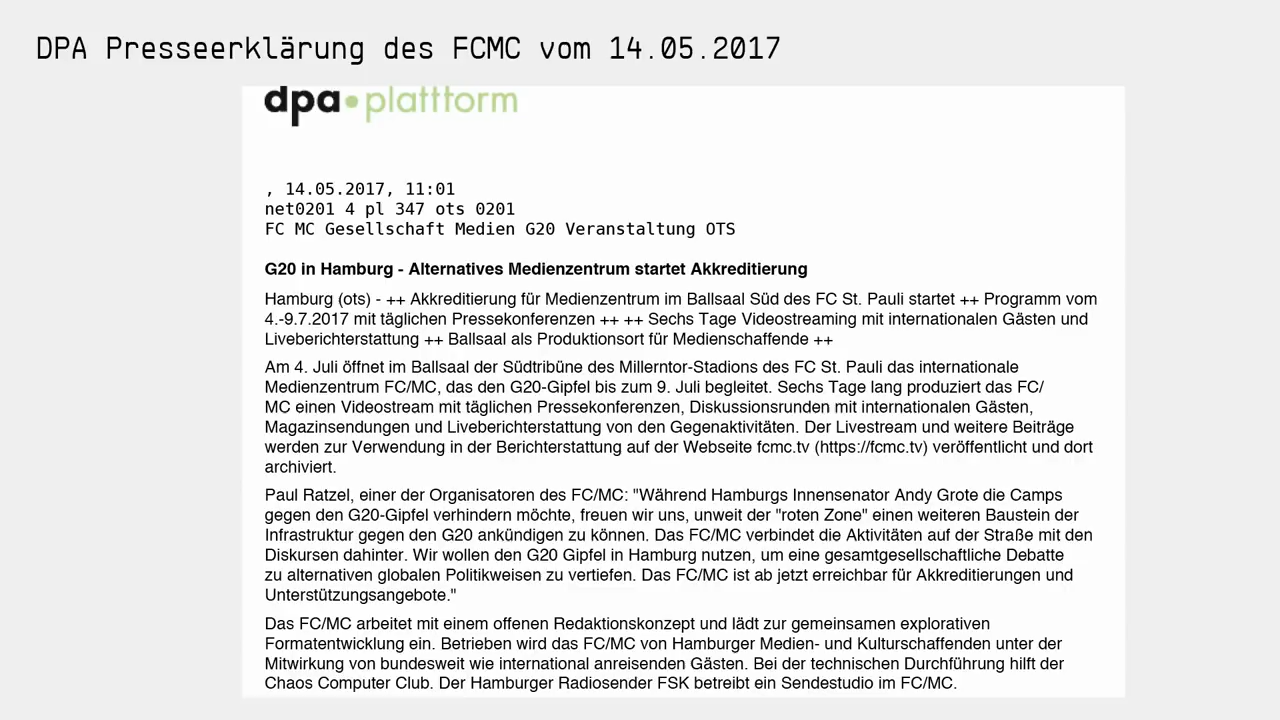 DPA Presseerklärung des FCMC vom 14.05.2017
dpa•plattform
, 14.05.2017, 11:01
net0201 4 pl 347 ots 0201
FC MC Gesellschaft Medien G20 Veranstaltung OTS
G20 in Hamburg - Alternatives Medienzentrum startet Akkreditierung
Hamburg (ots) - ++ Akkreditierung für Medienzentrum im Ballsaal Süd des FC St. Pauli startet ++ Programm vom
4.-9.7.2017 mit täglichen Pressekonferenzen ++ ++ Sechs Tage Videostreaming mit internationalen Gästen und
Liveberichterstattung ++ Ballsaal als Produktionsort für Medienschaffende ++
Am 4. Juli öffnet im Ballsaal der Südtribüne des Millerntor-Stadions des FC St. Pauli das internationale
Medienzentrum FC/MC, das den G20-Gipfel bis zum 9. Juli begleitet. Sechs Tage lang produziert das FC/
MC einen Videostream mit täglichen Pressekonferenzen, Diskussionsrunden mit internationalen Gästen,
Magazinsendungen und Liveberichterstattung von den Gegenaktivitäten. Der Livestream und weitere Beiträge
werden zur Verwendung in der Berichterstattung auf der Webseite fcmc.tv (https://fcmc.tv) veröffentlicht und dort
archiviert.
Paul Ratzel, einer der Organisatoren des FC/MC: "Während Hamburgs Innensenator Andy Grote die Camps
gegen den G20-Gipfel verhindern möchte, freuen wir uns, unweit der "roten Zone" einen weiteren Baustein der
Infrastruktur gegen den G20 ankündigen zu können. Das FC/MC verbindet die Aktivitäten auf der Straße mit den
Diskursen dahinter. Wir wollen den G20 Gipfel in Hamburg nutzen, um eine gesamtgesellschaftliche Debatte
zu alternativen globalen Politikweisen zu vertiefen. Das FC/MC ist ab jetzt erreichbar für Akkreditierungen und
Unterstützungsangebote."
Das FC/MC arbeitet mit einem offenen Redaktionskonzept und lädt zur gemeinsamen explorativen
Formatentwicklung ein. Betrieben wird das FC/MC von Hamburger Medien- und Kulturschaffenden unter der
Mitwirkung von bundesweit wie international anreisenden Gästen. Bei der technischen Durchführung hilft der
Chaos Computer Club. Der Hamburger Radiosender FSK betreibt ein Sendestudio im FC/MC.